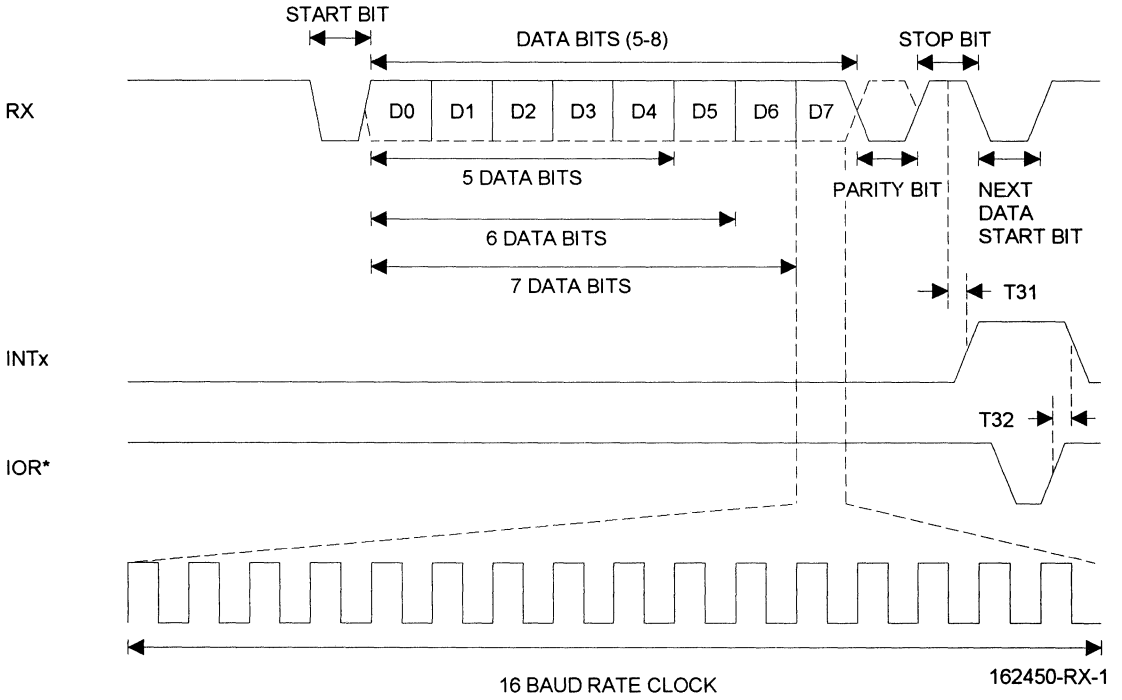 START BIT
DATA BITS (5-8)
STOP BIT
RX
D0 D1 D2 D3 D4 D5 D6 D7
5 DATA BITS
PARITY BIT
NEXT
DATA
START BIT
6 DATA BITS
7 DATA BITS
T31
INTx
T32
IOR*
16 BAUD RATE CLOCK
162450-RX-1